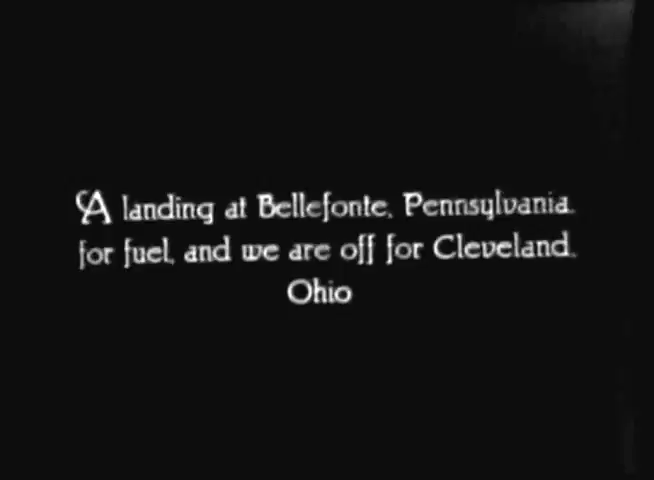 A landing at Bellefonte, Pennsylvania,
for fuel, and we are off for Cleveland,
Ohio